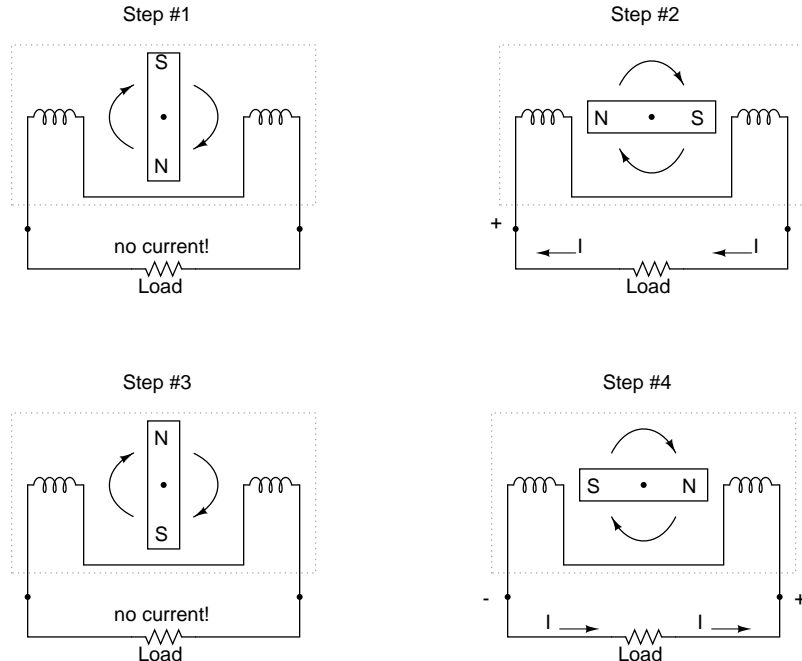 Step #1
S
N
no current!
Load
Step #2
N S
+
I I
Load
Step #3
N
S
no current!
Load
Step #4
S N
- +
I I
Load